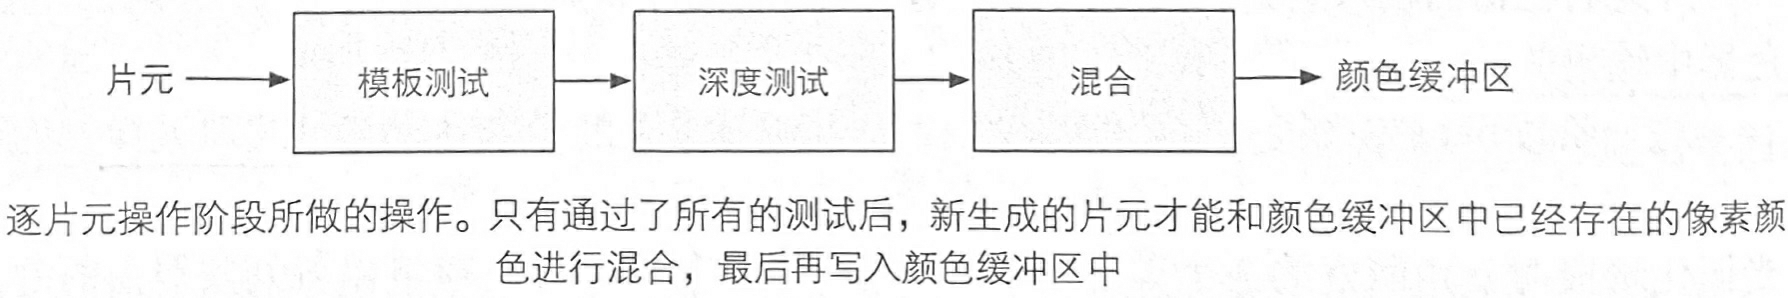 片元 模板测试 深度测试 混合 颜色缓冲区
逐片元操作阶段所做的操作。只有通过了所有的测试后，新生成的片元才能和颜色缓冲区中已经存在的像素颜
色进行混合，最后再写入颜色缓冲区中